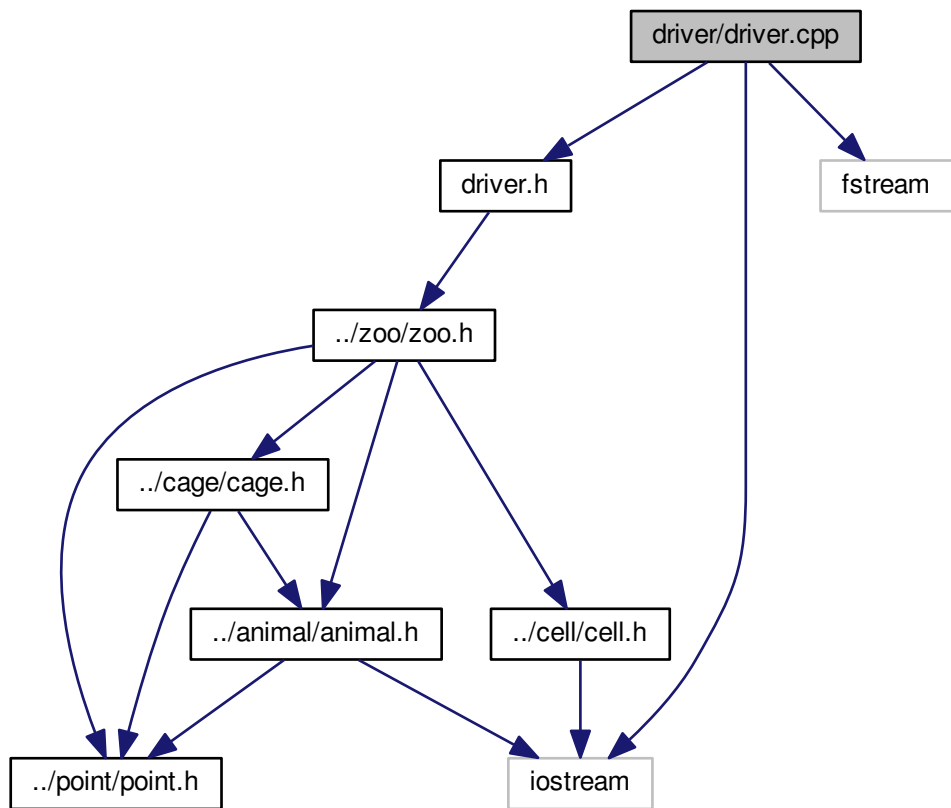 driver/driver.cpp
driver.h
fstream
../zoo/zoo.h
../cage/cage.h
../animal/animal.h
../cell/cell.h
../point/point.h
iostream